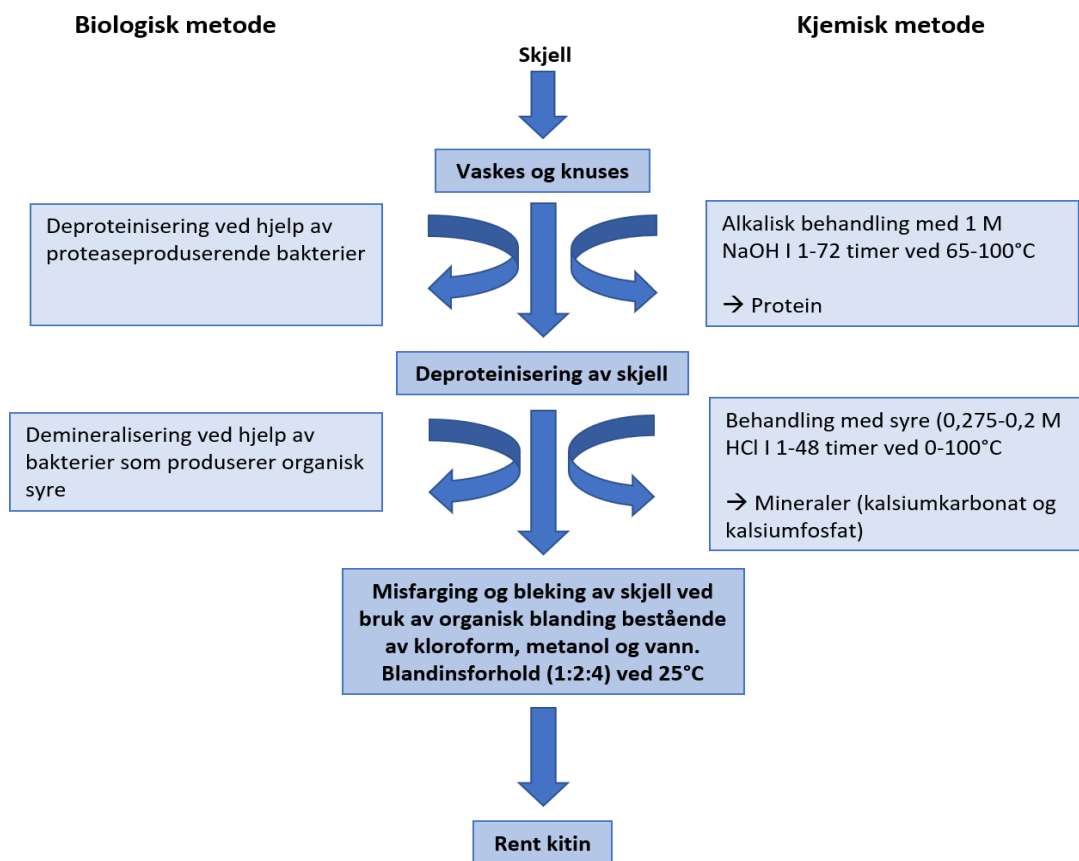 Biologisk metode
Kjemisk metode
Skjell
Vaskes og knuses
Deproteinisering ved hjelp av
proteaseproduserende bakterier
Alkalisk behandling med 1 M
NaOH I 1-72 timer ved 65-100°C
→ Protein
Deproteinisering av skjell
Demineralisering ved hjelp av
bakterier som produserer organisk
syre
Behandling med syre (0,275-0,2 M
HCl I 1-48 timer ved 0-100°C
→ Mineraler (kalsiumkarbonat og
kalsiumfosfat)
Misfarging og bleking av skjell ved
bruk av organisk blanding bestående
av kloroform, metanol og vann.
Blandinsforhold (1:2:4) ved 25°C
Rent kitin